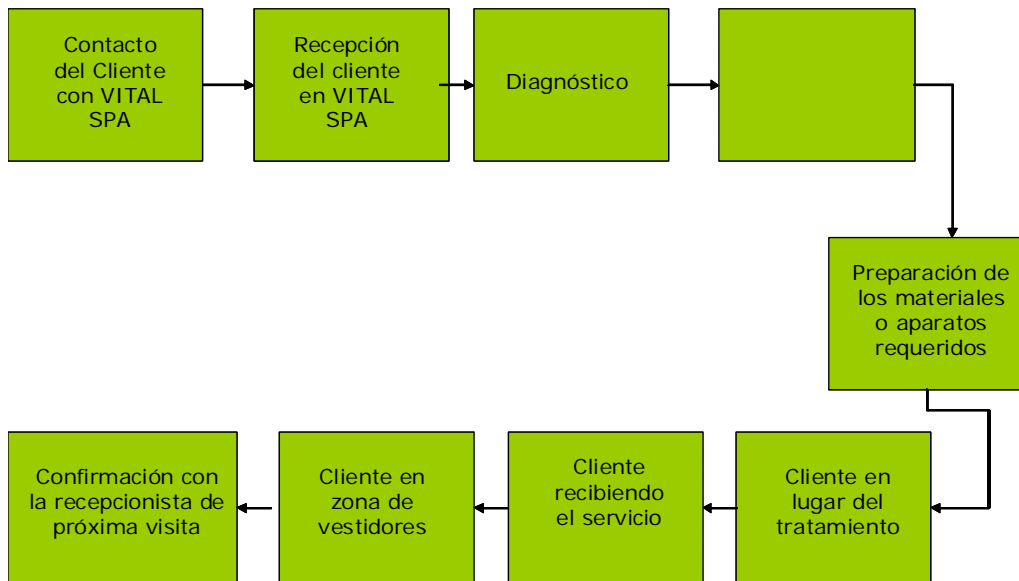 Contacto
del Cliente
con VITAL
SPA
Recepción
del cliente
en VITAL
SPA
Diagnóstico
Preparación de
los materiales
o aparatos
requeridos
Cliente en
lugar del
tratamiento
Cliente
recibiendo
el servicio
Cliente en
zona de
vestidores
Confirmación con
la recepcionista de
próxima visita